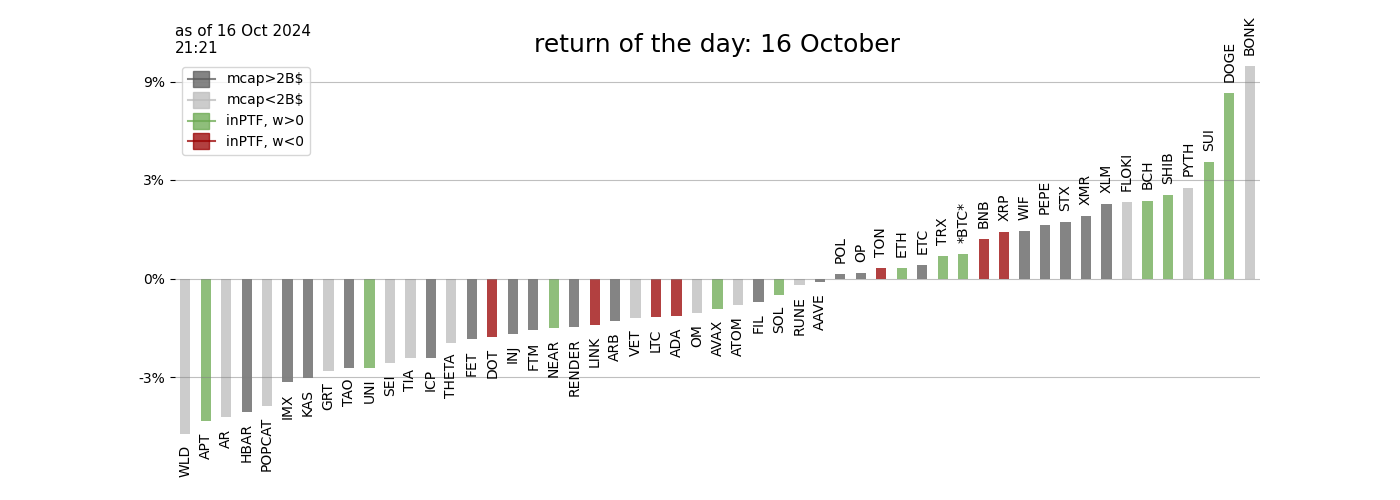 as of 16 Oct 2024
21:21
return of the day: 16 October
mcap>2B$
mcap<2B$
inPTF, w>0
inPTF, w<0
9%
3%
0%
-3%
WLD
APT
AR
HBAR
POPCAT
IMX
KAS
GRT
TAO
UNI
SEI
TIA
ICP
THETA
FET
DOT
INJ
FTM
NEAR
RENDER
LINK
ARB
VET
LTC
ADA
OM
AVAX
ATOM
FIL
SOL
RUNE
AAVE
POL
OP
TON
ETH
ETC
TRX
*BTC*
BNB
XRP
WIF
PEPE
STX
XMR
XLM
FLOKI
BCH
SHIB
PYTH
SUI
DOGE
BONK